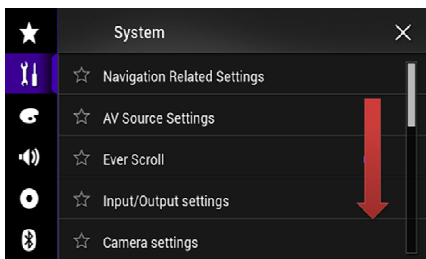 System
Navigation Related Settings
AV Source Settings
Ever Scroll
Input/Output settings
Camera settings